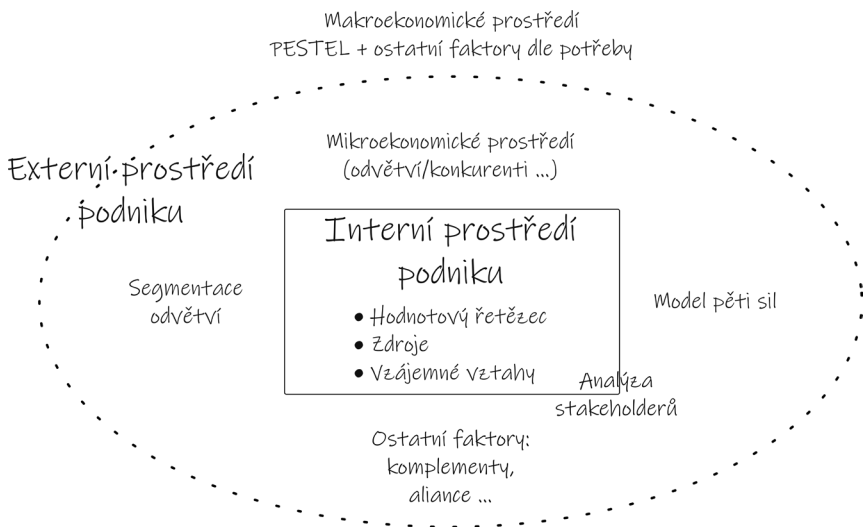 Makroekonomické prostředí
PESTEL + ostatní faktory dle potřeby
Mikroekonomické prostředí
(odvětví/konkurenti ...)
Externí prostředí
podniku
Interní prostředí
podniku
• Hodnotový řetězec
• Zdroje
• Vzájemné vztahy
Segmentace
odvětví
Model pěti sil
Analýza
stakeholderů
Ostatní faktory:
komplementy,
aliance ...